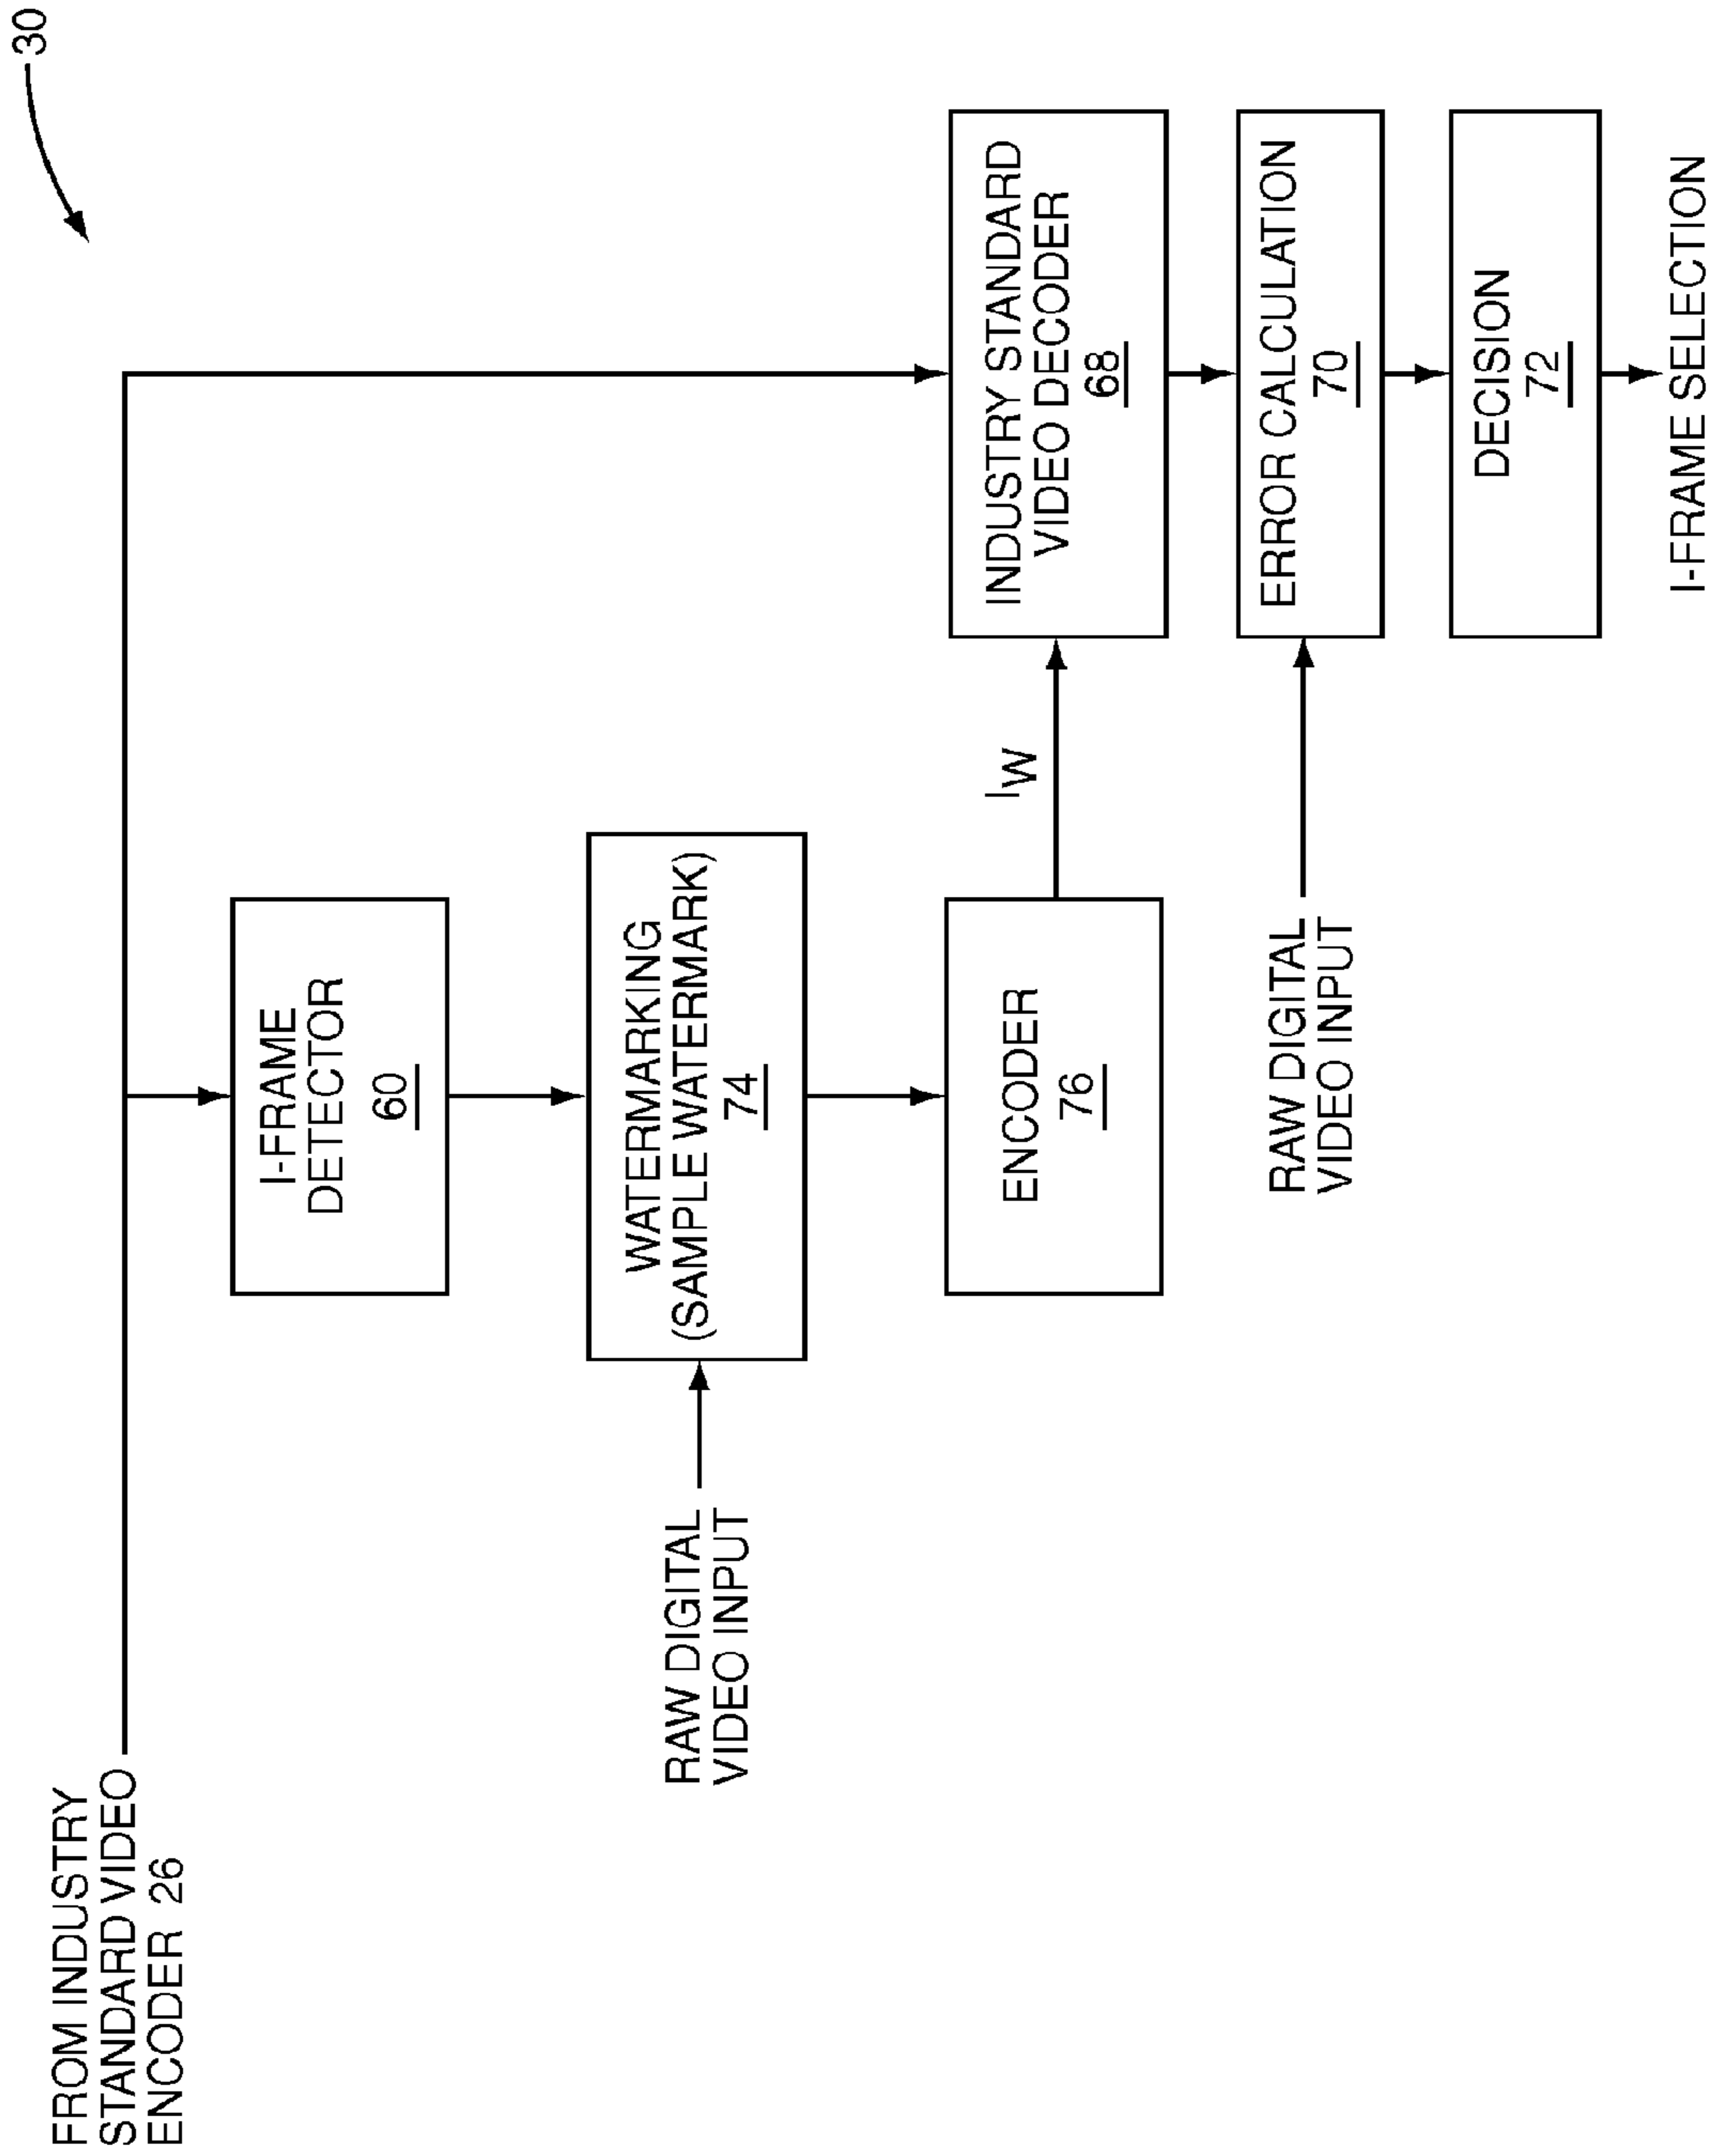 30
FROM INDUSTRY
STANDARD VIDEO
ENCODER 26
I-FRAME
DETECTOR
60
RAW DIGITAL
VIDEO INPUT
WATERMARKING
(SAMPLE WATERMARK)
74
ENCODER
76
IW
INDUSTRY STANDARD
VIDEO DECODER
68
RAW DIGITAL
VIDEO INPUT
ERROR CALCULATION
70
DECISION
72
I-FRAME SELECTION